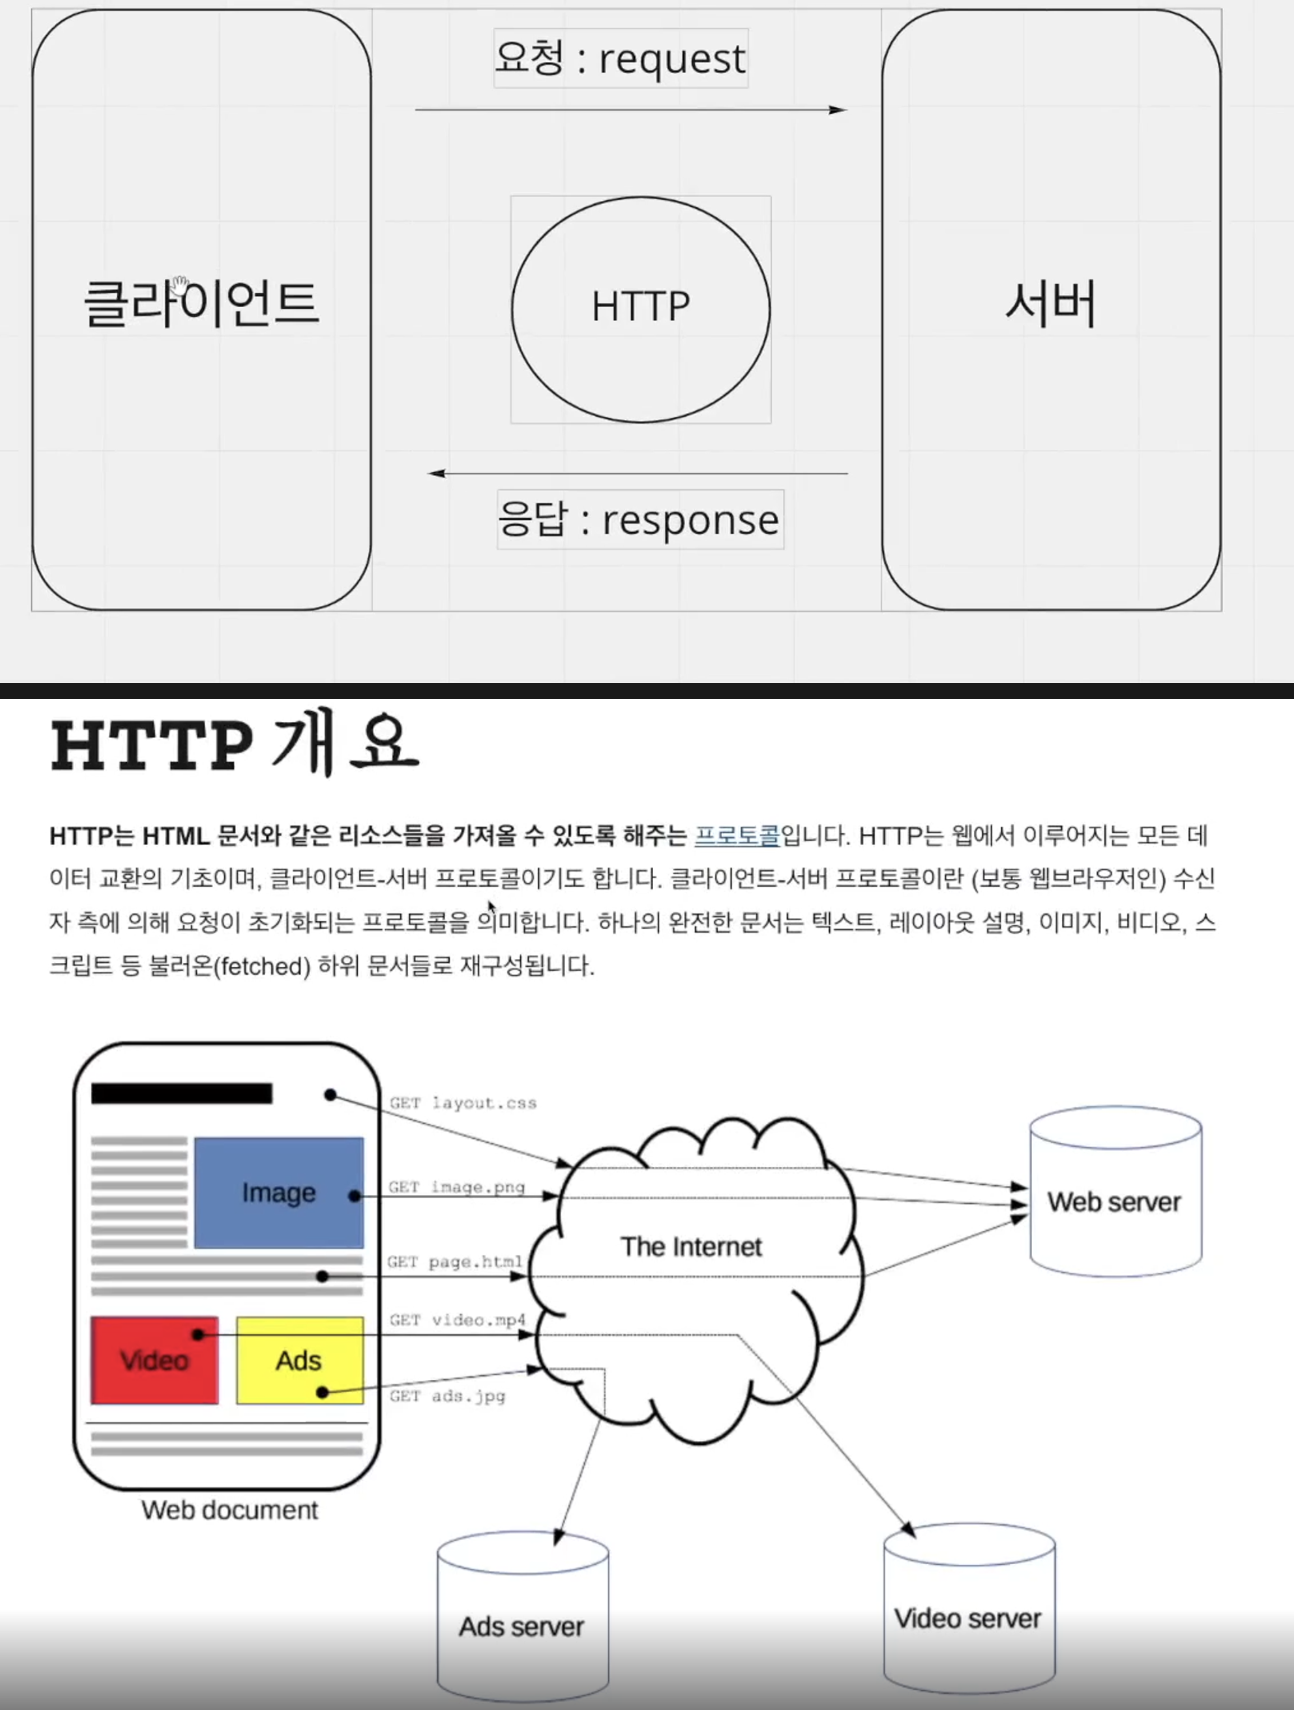 요청 : request
클라이언트
HTTP
서버
응답 : response
HTTP 개요
HTTP는 HTML 문서와 같은 리소스들을 가져올 수 있도록 해주는 프로토콜입니다. HTTP는 웹에서 이루어지는 모든 데
이터 교환의 기초이며, 클라이언트-서버 프로토콜이기도 합니다. 클라이언트-서버 프로토콜이란 (보통 웹브라우저인) 수신
자 측에 의해 요청이 초기화되는 프로토콜을 의미합니다. 하나의 완전한 문서는 텍스트, 레이아웃 설명, 이미지, 비디오, 스
크립트 등 불러온(fetched) 하위 문서들로 재구성됩니다.
GET layout.css
Image
GET image.png
Web server
The Internet
GET page.html
GET video.mp4
Video
Ads
GET ads.jpg
Web document
Ads server
Video server